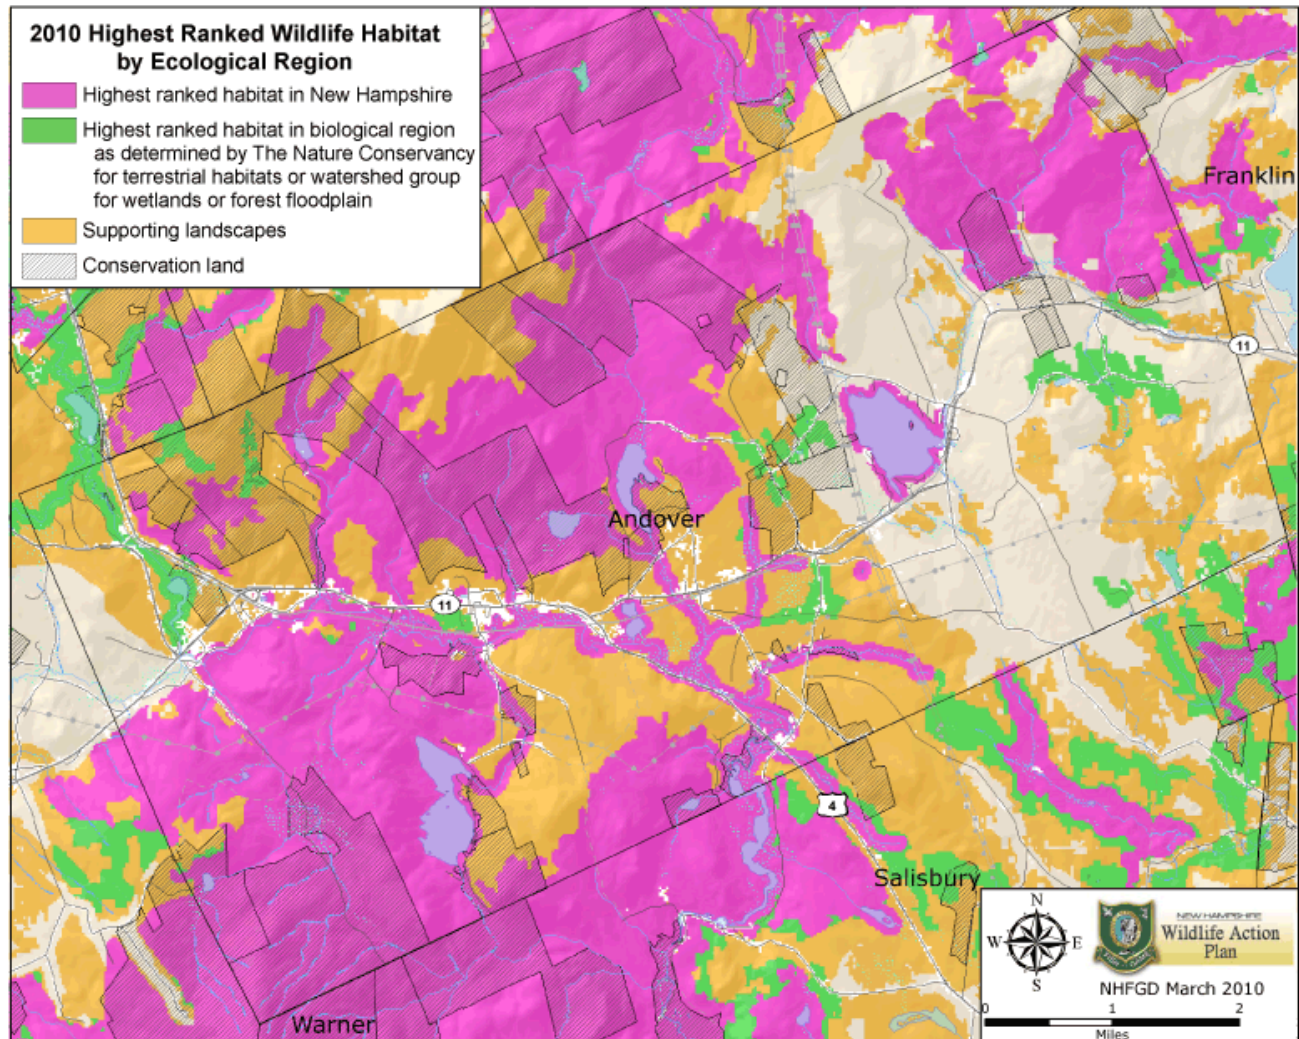 2010 Highest Ranked Wildlife Habitat
by Ecological Region
Highest ranked habitat in New Hampshire
Highest ranked habitat in biological region
as determined by The Nature Conservancy
for terrestrial habitats or watershed group
for wetlands or forest floodplain
Supporting landscapes
Conservation land
Franklin
11
Andover
11
4
Salisbury
Warner
N
W E
S
NEW HAMPSHIRE
Wildlife Action
Plan
NHFGD March 2010
0 1 2
Miles